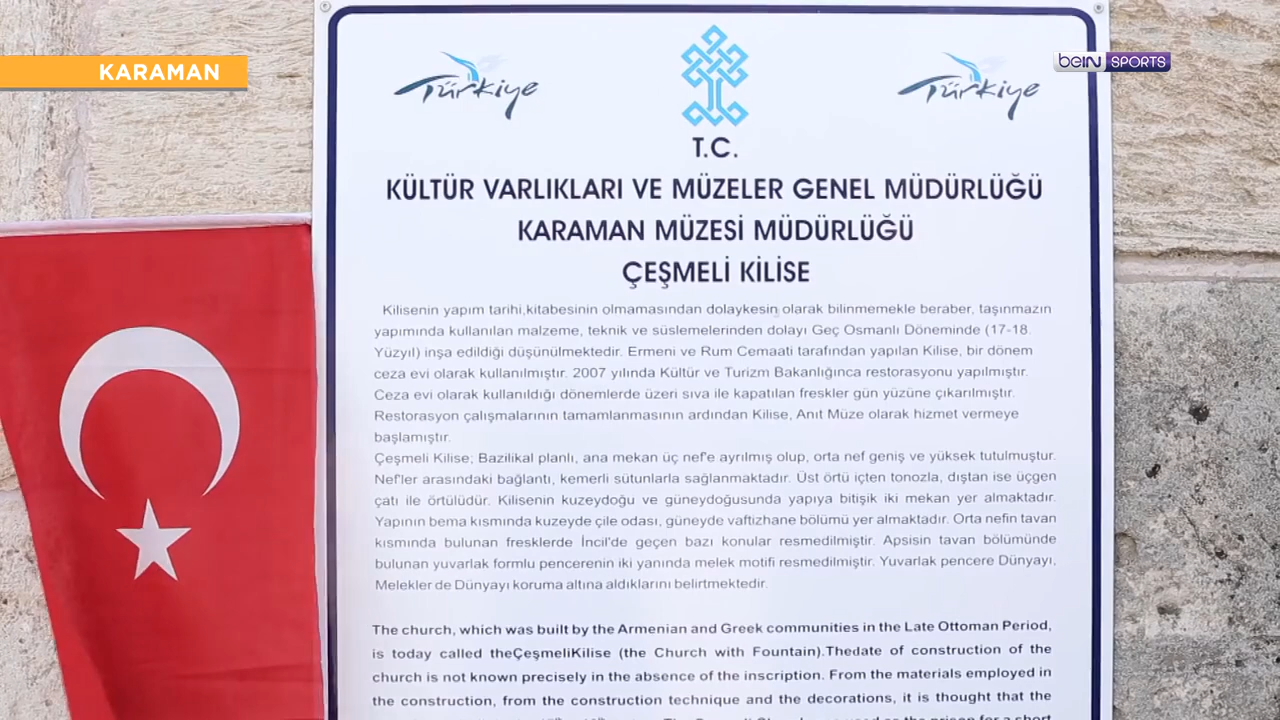 KARAMAN
beIN SPORTS
Türkiye
Türkiye
T.C.
KÜLTÜR VARLIKLARI VE MÜZELER GENEL MÜDÜRLÜĞÜ
KARAMAN MÜZESİ MÜDÜRLÜĞÜ
ÇEŞMELİ KİLİSE
Kilisenin yapım tarihi,kitabesinin olmamasından dolaykesin olarak bilinmemekle beraber, taşınmazın
yapımında kullanılan malzeme, teknik ve süslemelerinden dolayı Geç Osmanlı Döneminde (17-18.
Yüzyıl) inşa edildiği düşünülmektedir. Ermeni ve Rum Cemaati tarafından yapılan Kilise, bir dönem
ceza evi olarak kullanılmıştır. 2007 yılında Kültür ve Turizm Bakanlığınca restorasyonu yapılmıştır.
Ceza evi olarak kullanıldığı dönemlerde üzeri sıva ile kapatılan freskler gün yüzüne çıkarılmıştır.
Restorasyon çalışmalarının tamamlanmasının ardından Kilise, Anıt Müze olarak hizmet vermeye
başlamıştır.
Çeşmeli Kilise; Bazilikal planlı, ana mekan üç nef'e ayrılmış olup, orta nef geniş ve yüksek tutulmuştur.
Nef'ler arasındaki bağlantı, kemerli sütunlarla sağlanmaktadır. Üst örtü içten tonozla, dıştan ise üçgen
çatı ile örtülüdür. Kilisenin kuzeydoğu ve güneydoğusunda yapıya bitişik iki mekan yer almaktadır.
Yapının bema kısmında kuzeyde çile odası, güneyde vaftizhane bölümü yer almaktadır. Orta nefin tavan
kısmında bulunan fresklerde İncil'de geçen bazı konular resmedilmiştir. Apsisin tavan bölümünde
bulunan yuvarlak formlu pencerenin iki yanında melek motifi resmedilmiştir. Yuvarlak pencere Dünyayı,
Melekler de Dünyayı koruma altına aldıklarını belirtmektedir.
The church, which was built by the Armenian and Greek communities in the Late Ottoman Period,
is today called theÇeşmeliKilise (the Church with Fountain).Thedate of construction of the
church is not known precisely in the absence of the inscription. From the materials employed in
the construction, from the construction technique and the decorations, it is thought that the